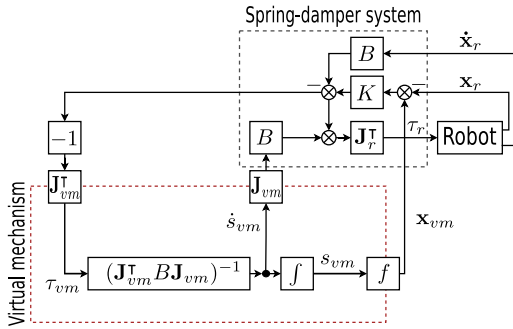 Spring-damper system
B
ẋ_r
−
K
−
x_r
−1
B
J_r^⊺
τ_r
Robot
J_vm^⊺
J_vm
Virtual mechanism
ṡ_vm
x_vm
τ_vm
(J_vm^⊺ B J_vm)^−1
∫
s_vm
f